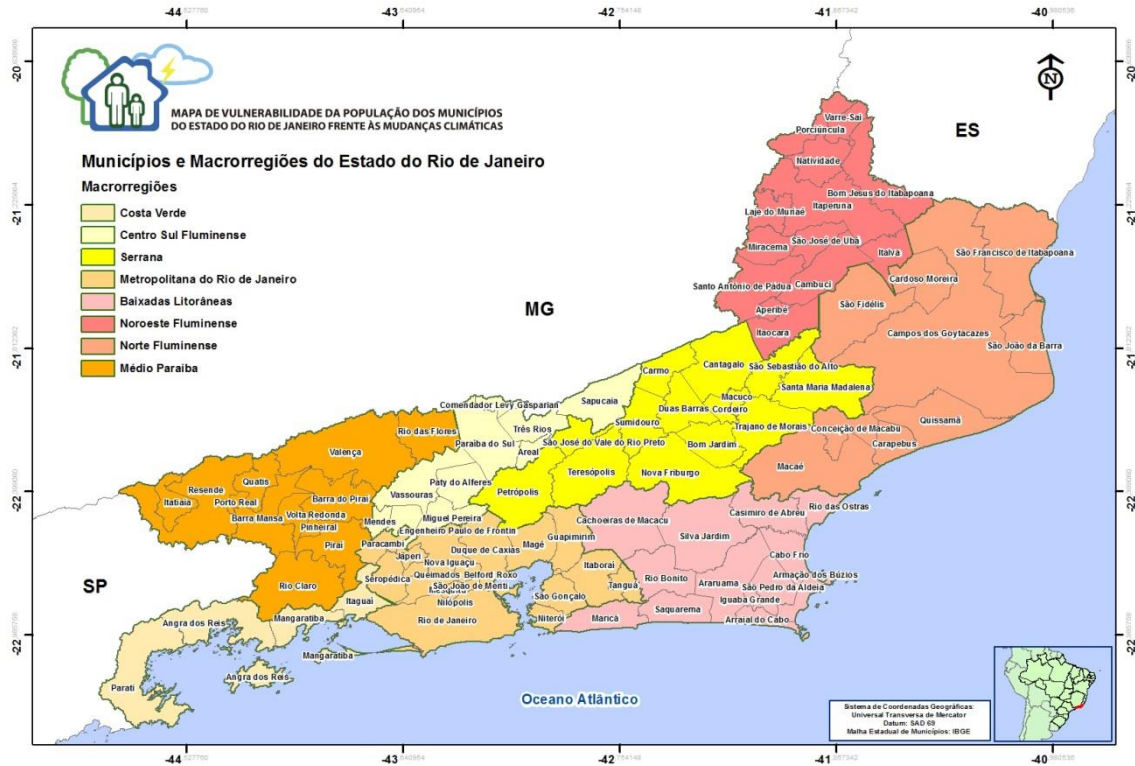 MAPA DE VULNERABILIDADE DA POPULAÇÃO DOS MUNICÍPIOS
DO ESTADO DO RIO DE JANEIRO FRENTE ÀS MUDANÇAS CLIMÁTICAS
Municípios e Macrorregiões do Estado do Rio de Janeiro
Macrorregiões
Costa Verde
Centro Sul Fluminense
Serrana
Metropolitana do Rio de Janeiro
Baixadas Litorâneas
Noroeste Fluminense
Norte Fluminense
Médio Paraiba
N
ES
MG
SP
Varre-Sai
Porciúncula
Natividade
Bom Jesus do Itabapoana
Itaperuna
Laje do Muriaé
São José de Ubá
Miracema
Italva
São Francisco de Itabapoana
Cardoso Moreira
Santo Antônio de Pádua
Cambuci
São Fidélis
Aperibé
Campos dos Goytacazes
Itaocara
São João da Barra
Cantagalo
São Sebastião do Alto
Carmo
Santa Maria Madalena
Macuco
Sapucaia
Comendador Levy Gasparian
Duas Barras
Cordeiro
Quissamã
Sumidouro
Trajano de Morais
Conceição de Macabu
Carapebus
Três Rios
Rio das Flores
Paraíba do Sul
São José do Vale do Rio Preto
Bom Jardim
Areal
Valença
Macaé
Teresópolis
Nova Friburgo
Paty do Alferes
Quatis
Resende
Petrópolis
Vassouras
Itatiaia
Porto Real
Barra do Piraí
Rio das Ostras
Casimiro de Abreu
Volta Redonda
Barra Mansa
Mendes
Miguel Pereira
Cachoeiras de Macacu
Pinheiral
Engenheiro Paulo de Frontin
Guapimirim
Silva Jardim
Piraí
Paracambi
Duque de Caxias
Magé
Japeri
Nova Iguaçu
Cabo Frio
Itaboraí
Rio Claro
Seropédica
Queimados
Belford Roxo
Rio Bonito
Araruama
Armação dos Búzios
São João de Meriti
Tanguá
São Pedro da Aldeia
Itaguaí
Nilópolis
São Gonçalo
Iguaba Grande
Saquarema
Angra dos Reis
Mangaratiba
Rio de Janeiro
Niterói
Maricá
Arraial do Cabo
Mangaratiba
Angra dos Reis
Parati
Oceano Atlântico
Sistema de Coordenadas Geográficas:
Universal Transversa de Mercator
Datum: SAD 69
Malha Estadual de Municípios: IBGE